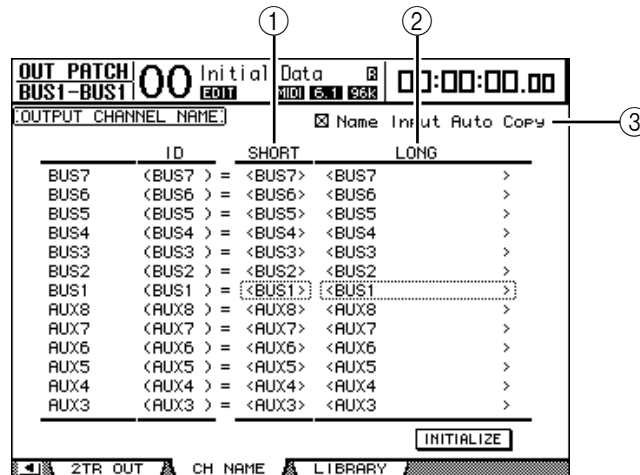 ① ②
OUT PATCH 00 Initial Data R 00:00:00.00
BUS1-BUS1 EDIT MIDI 6.1 96K
OUTPUT CHANNEL NAME
☒ Name Input Auto Copy ③
ID SHORT LONG
BUS7 (BUS7 ) = <BUS7> <BUS7 >
BUS6 (BUS6 ) = <BUS6> <BUS6 >
BUS5 (BUS5 ) = <BUS5> <BUS5 >
BUS4 (BUS4 ) = <BUS4> <BUS4 >
BUS3 (BUS3 ) = <BUS3> <BUS3 >
BUS2 (BUS2 ) = <BUS2> <BUS2 >
BUS1 (BUS1 ) = <BUS1> <BUS1 >
AUX8 (AUX8 ) = <AUX8> <AUX8 >
AUX7 (AUX7 ) = <AUX7> <AUX7 >
AUX6 (AUX6 ) = <AUX6> <AUX6 >
AUX5 (AUX5 ) = <AUX5> <AUX5 >
AUX4 (AUX4 ) = <AUX4> <AUX4 >
AUX3 (AUX3 ) = <AUX3> <AUX3 >
INITIALIZE
2TR OUT CH NAME LIBRARY